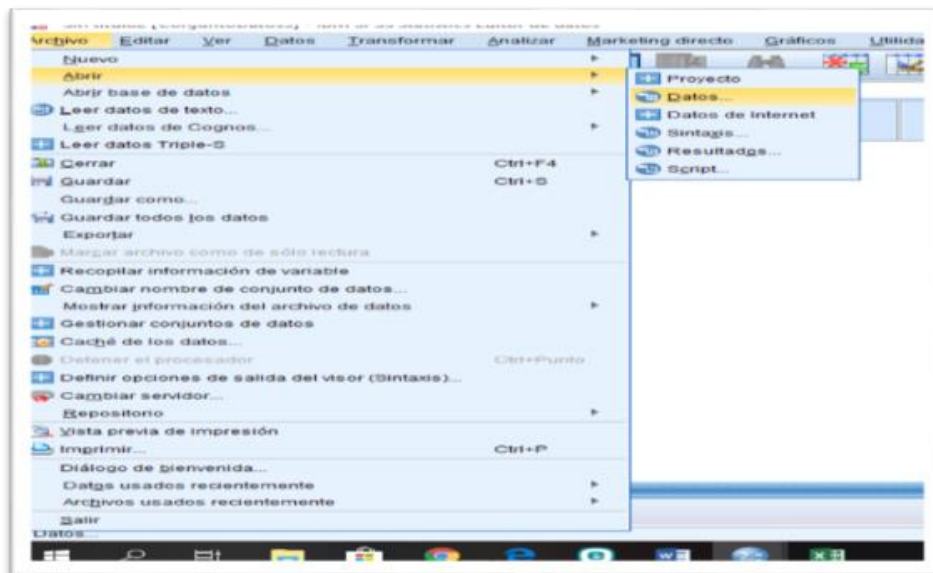 Archivo Editar Ver Datos Transformar Analizar Marketing directo Gráficos Utilida
Nuevo
Abrir
Abrir base de datos
Leer datos de texto...
Leer datos de Cognos...
Leer datos Triple-S
Cerrar Ctrl+F4
Guardar Ctrl+S
Guardar como...
Guardar todos los datos
Exportar
Marcar archivo como de sólo lectura
Recopilar información de variable
Cambiar nombre de conjunto de datos...
Mostrar información del archivo de datos
Gestionar conjuntos de datos
Caché de los datos...
Detener el procesador Ctrl+Punto
Definir opciones de salida del visor (Sintaxis)...
Cambiar servidor...
Repositorio
Vista previa de impresión
Imprimir... Ctrl+P
Diálogo de bienvenida...
Datos usados recientemente
Archivos usados recientemente
Salir
Datos...
Proyecto
Datos...
Datos de Internet
Sintaxis...
Resultados...
Script...